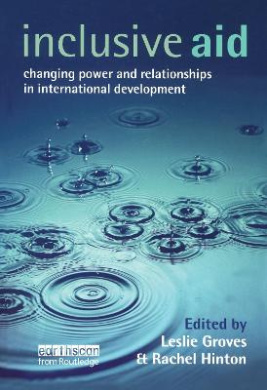 inclusive aid
changing power and relationships
in international development
Edited by
Leslie Groves
& Rachel Hinton
earthscan
from Routledge